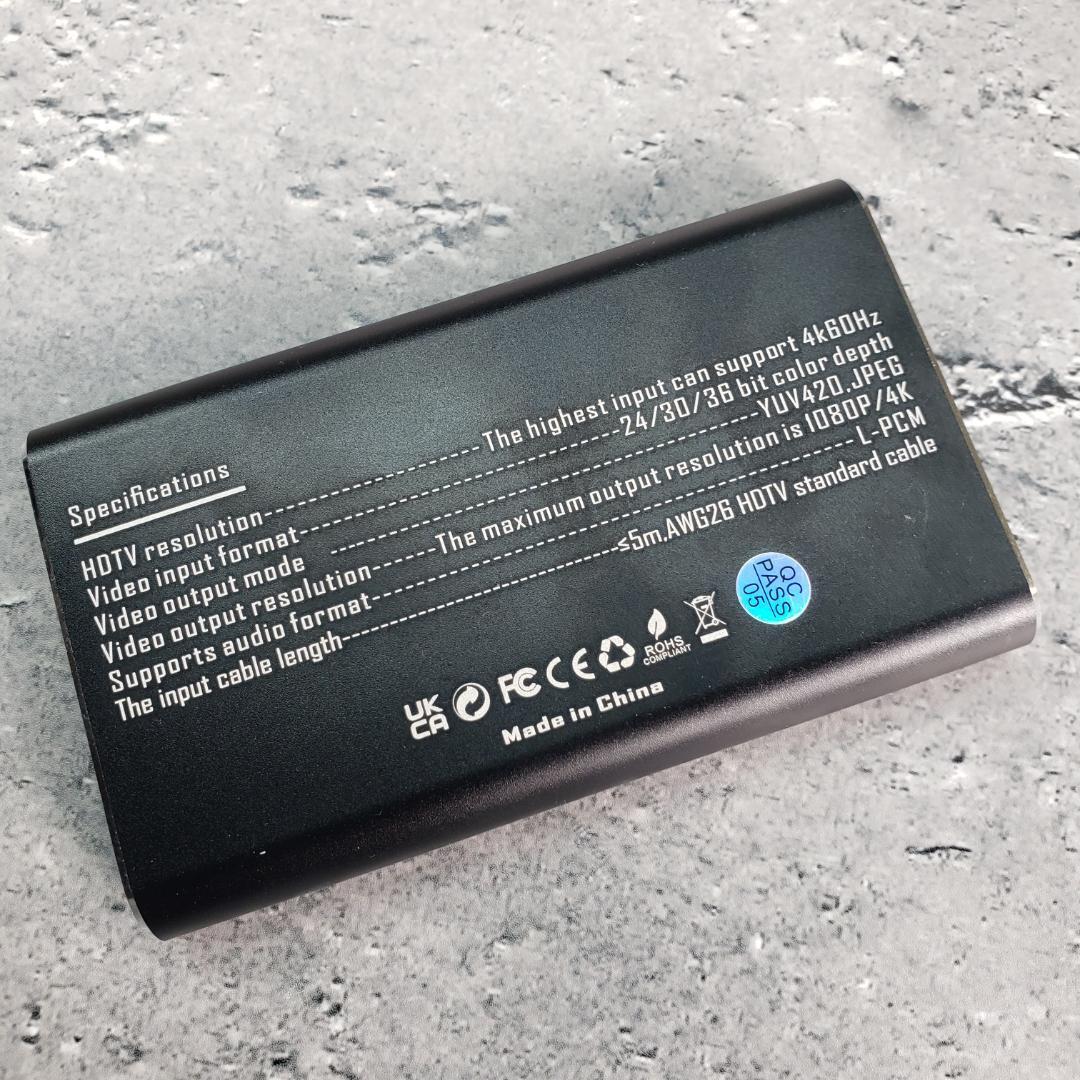 Specifications
HDTV resolution--------------------The highest input can support 4k60Hz
Video input format------------------------------24/30/36 bit color depth
Video output mode ----------------------------------------YUV420.JPEG
Video output resolution------The maximum output resolution is 1080P/4K
Supports audio format---------------------------------------------L-PCM
The input cable length-------------------------≤5m,AWG26 HDTV standard cable
UK
CA
FC CE ROHS
COMPLIANT
Made in China
QC
PASS
05